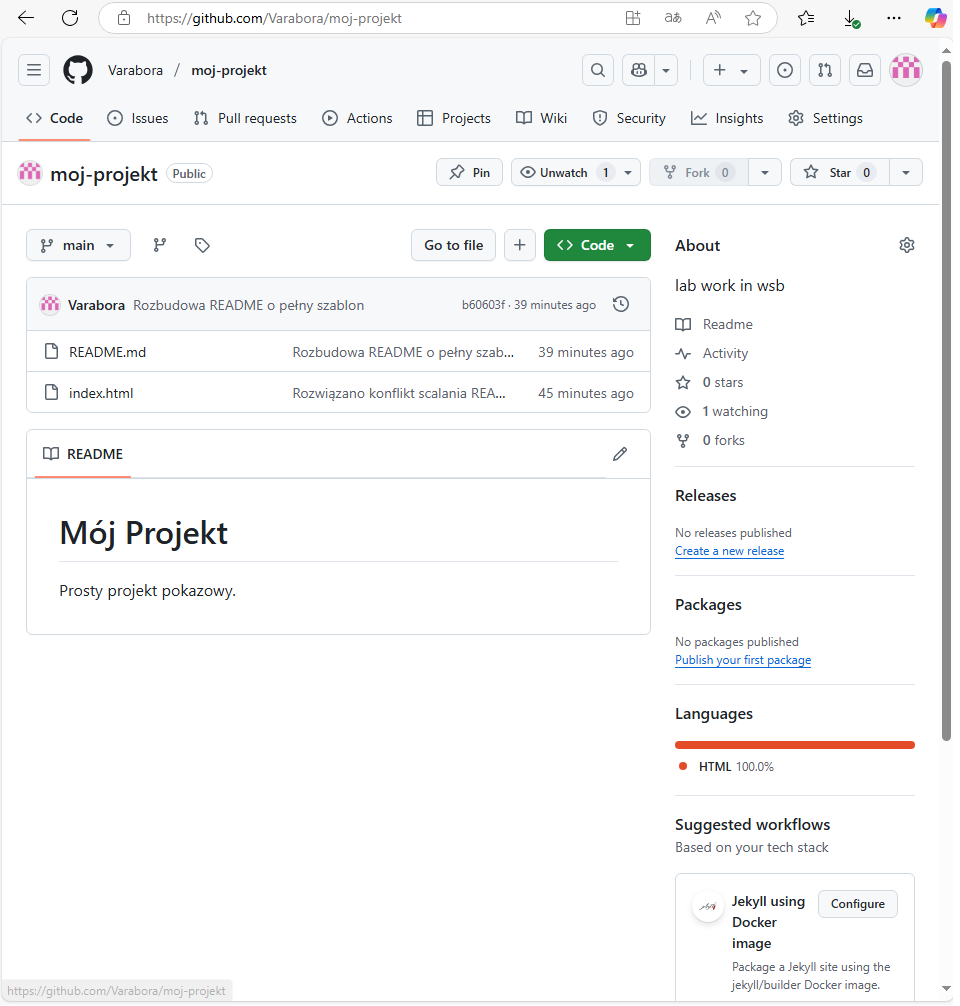 https://github.com/Varabora/moj-projekt
Varabora / moj-projekt
Code Issues Pull requests Actions Projects Wiki Security Insights Settings
moj-projekt Public
Pin Unwatch 1 Fork 0 Star 0
main Go to file Code
Varabora Rozbudowa README o pełny szablon b60603f · 39 minutes ago
README.md Rozbudowa README o pełny szab... 39 minutes ago
index.html Rozwiązano konflikt scalania REA... 45 minutes ago
README
Mój Projekt
Prosty projekt pokazowy.
About
lab work in wsb
Readme
Activity
0 stars
1 watching
0 forks
Releases
No releases published
Create a new release
Packages
No packages published
Publish your first package
Languages
HTML 100.0%
Suggested workflows
Based on your tech stack
Jekyll using
Docker
image
Configure
Package a Jekyll site using the
jekyll/builder Docker image.
https://github.com/Varabora/moj-projekt